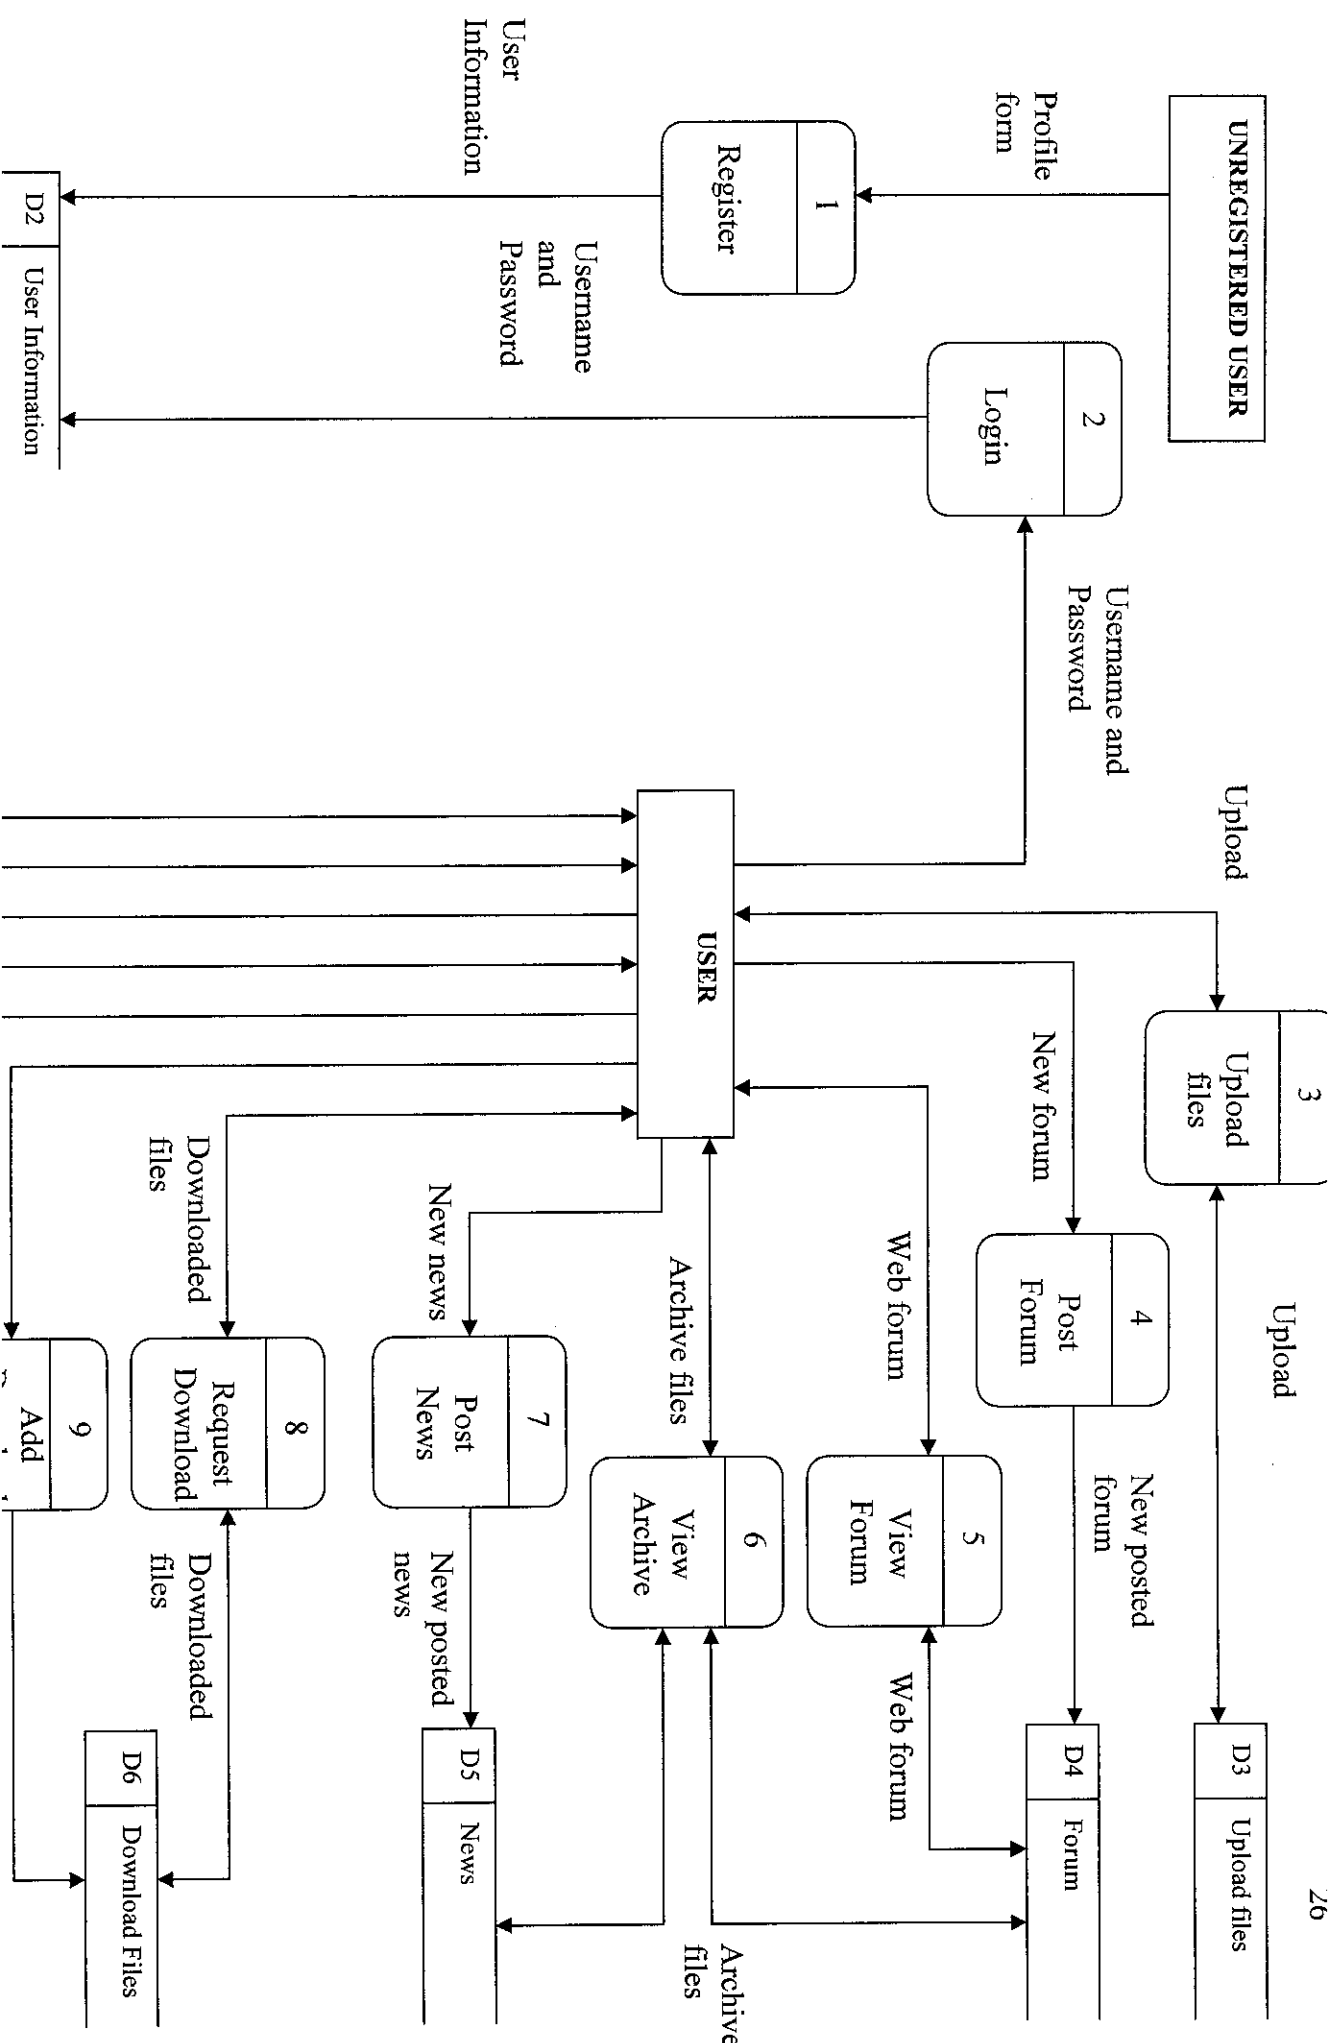 26
UNREGISTERED USER
Profile
form
1
Register
User
Information
D2
User Information
2
Login
Username
and
Password
Username and
Password
USER
Upload
3
Upload
files
Upload
D3
Upload files
New forum
4
Post
Forum
New posted
forum
D4
Forum
Web forum
5
View
Forum
Web forum
Archive files
6
View
Archive
Archive
files
New news
7
Post
News
New posted
news
D5
News
Downloaded
files
8
Request
Download
Downloaded
files
D6
Download Files
9
Add